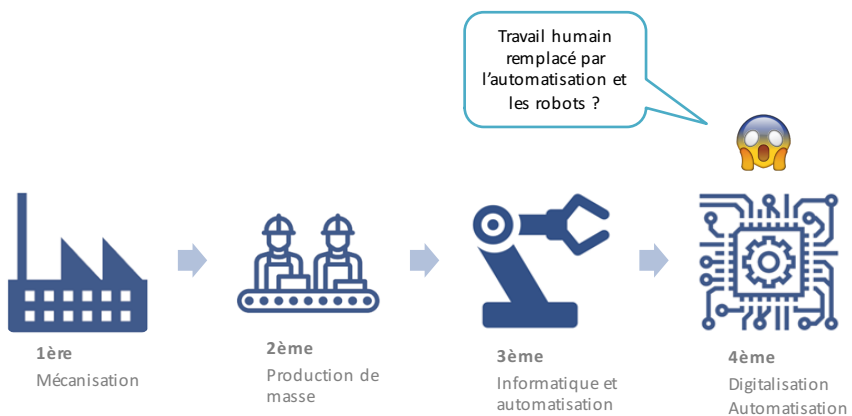 Travail humain
remplacé par
l'automatisation et
les robots ?
1ère
Mécanisation
2ème
Production de
masse
3ème
Informatique et
automatisation
4ème
Digitalisation
Automatisation